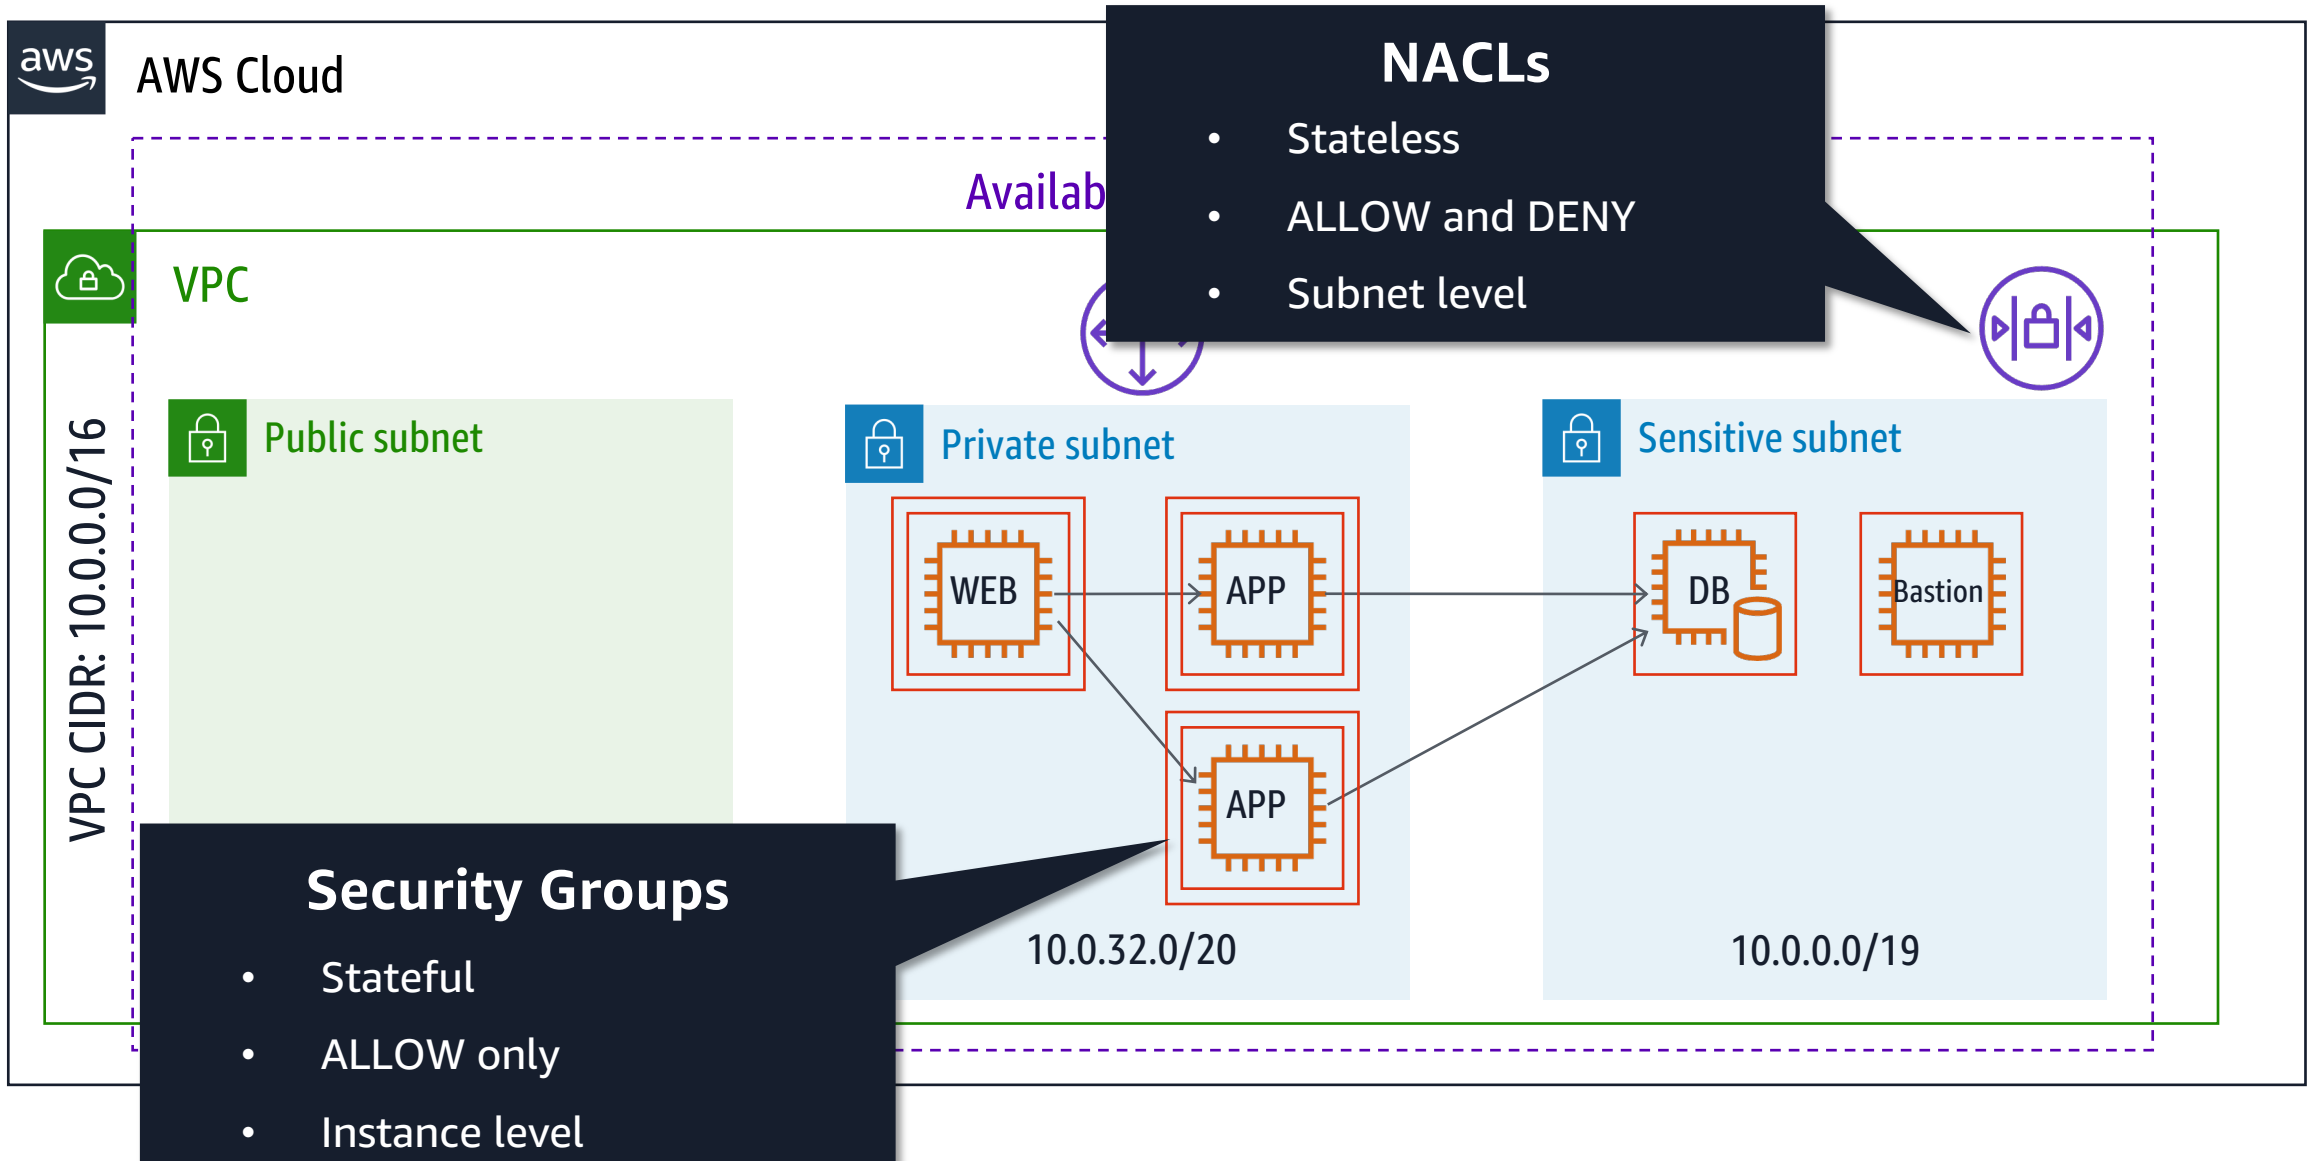 aws
AWS Cloud
NACLs
• Stateless
• ALLOW and DENY
• Subnet level
Availab
VPC
VPC CIDR: 10.0.0.0/16
Public subnet
Private subnet
Sensitive subnet
WEB
APP
DB
Bastion
APP
10.0.32.0/20
10.0.0.0/19
Security Groups
• Stateful
• ALLOW only
• Instance level